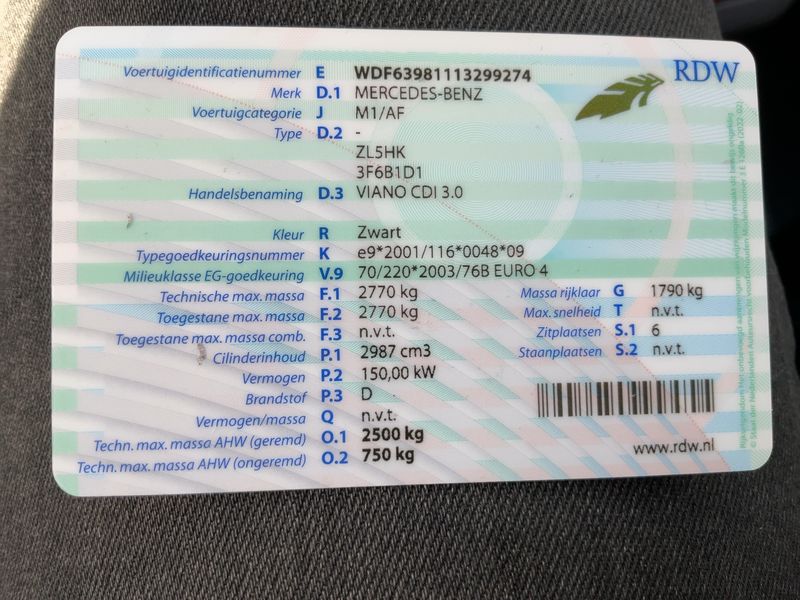 RDW
Voertuigidentificatienummer E WDF63981113299274
Merk D.1 MERCEDES-BENZ
Voertuigcategorie J M1/AF
Type D.2 -
ZL5HK
3F6B1D1
Handelsbenaming D.3 VIANO CDI 3.0
Kleur R Zwart
Typegoedkeuringsnummer K e9*2001/116*0048*09
Milieuklasse EG-goedkeuring V.9 70/220*2003/76B EURO 4
Technische max. massa F.1 2770 kg Massa rijklaar G 1790 kg
Toegestane max. massa F.2 2770 kg Max. snelheid T n.v.t.
Toegestane max. massa comb. F.3 n.v.t. Zitplaatsen S.1 6
Cilinderinhoud P.1 2987 cm3 Staanplaatsen S.2 n.v.t.
Vermogen P.2 150,00 kW
Brandstof P.3 D
Vermogen/massa Q n.v.t.
Techn. max. massa AHW (geremd) O.1 2500 kg
Techn. max. massa AHW (ongeremd) O.2 750 kg
www.rdw.nl